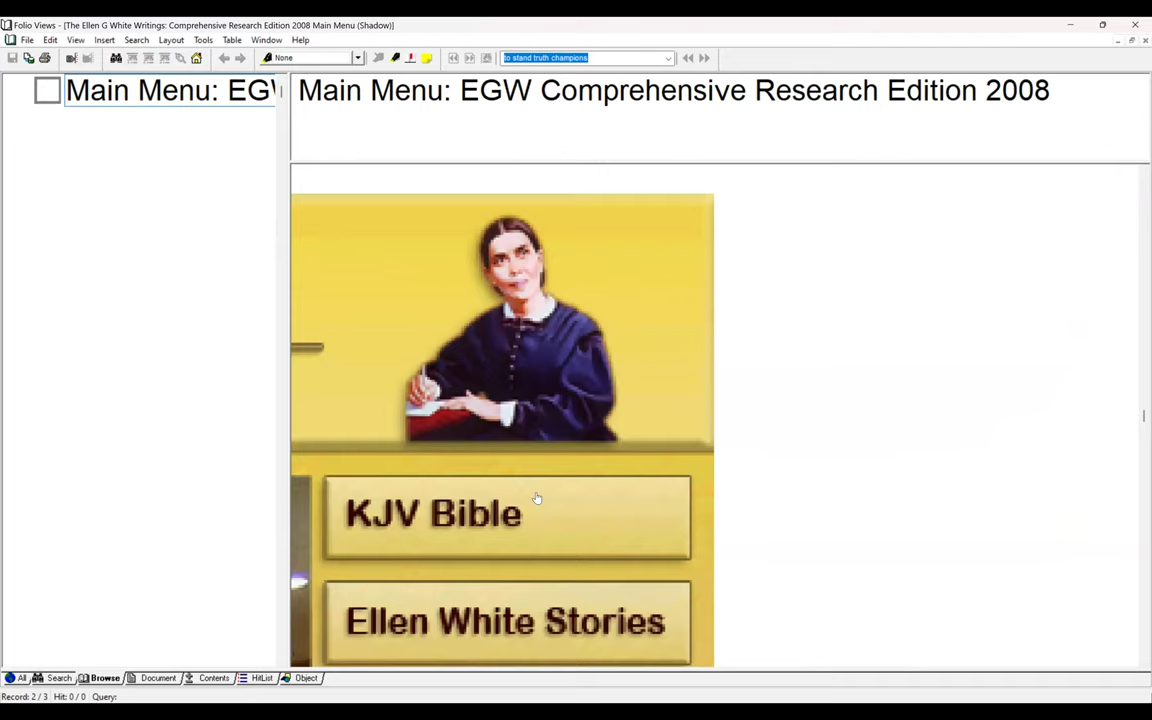 Folio Views - [The Ellen G White Writings: Comprehensive Research Edition 2008 Main Menu (Shadow)]
File Edit View Insert Search Layout Tools Table Window Help
None
to stand truth champions
Main Menu: EGW
Main Menu: EGW Comprehensive Research Edition 2008
KJV Bible
Ellen White Stories
All Search Browse Document Contents HitList Object
Record: 2 / 3 Hit: 0 / 0 Query: